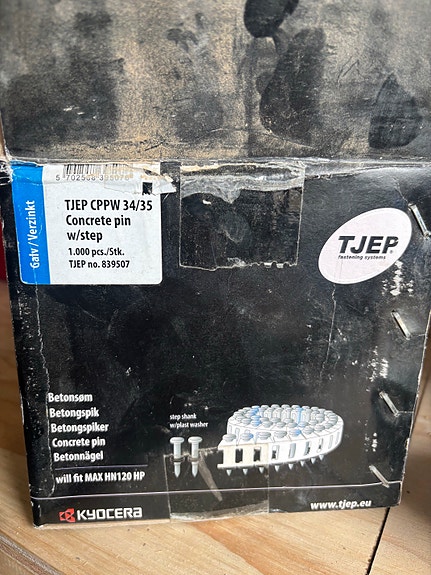 TJEP CPPW 34/35
Concrete pin
w/step
1.000 pcs./Stk.
TJEP no. 839507
Galv/Verzinkt
TJEP
fastening systems
Betonsøm
Betongspik
Betongspiker
Concrete pin
Betonnägel
will fit MAX HN120 HP
step shank
w/plast washer
KYOCERA
www.tjep.eu